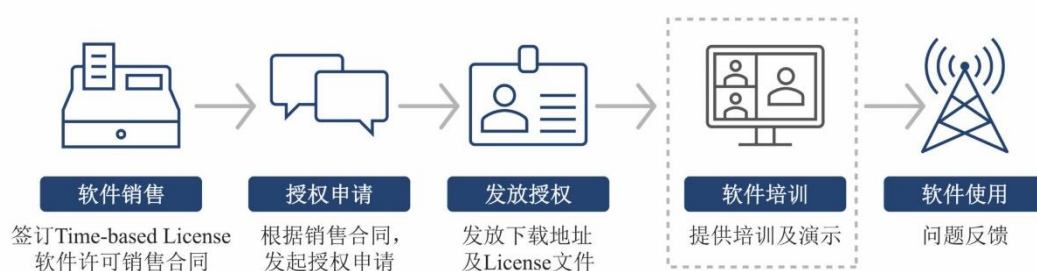 软件销售
签订Time-based License
软件许可销售合同
授权申请
根据销售合同，
发起授权申请
发放授权
发放下载地址
及License文件
软件培训
提供培训及演示
软件使用
问题反馈